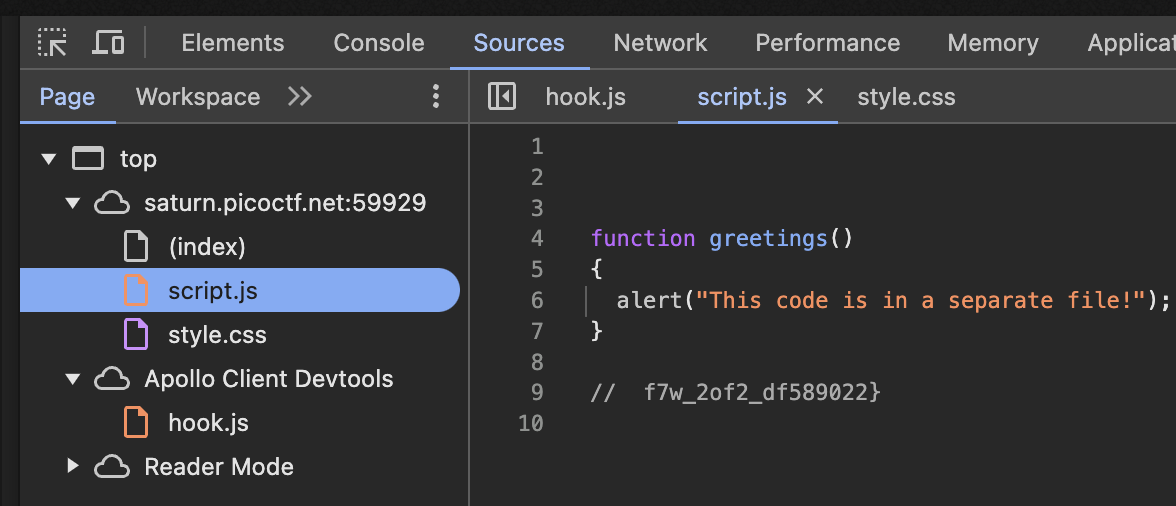 Elements Console Sources Network Performance Memory Applicat
Page Workspace hook.js script.js style.css
top
saturn.picoctf.net:59929
(index)
script.js
style.css
Apollo Client Devtools
hook.js
Reader Mode
1
2
3
4 function greetings()
5 {
6 alert("This code is in a separate file!");
7 }
8
9 //  f7w_2of2_df589022}
10